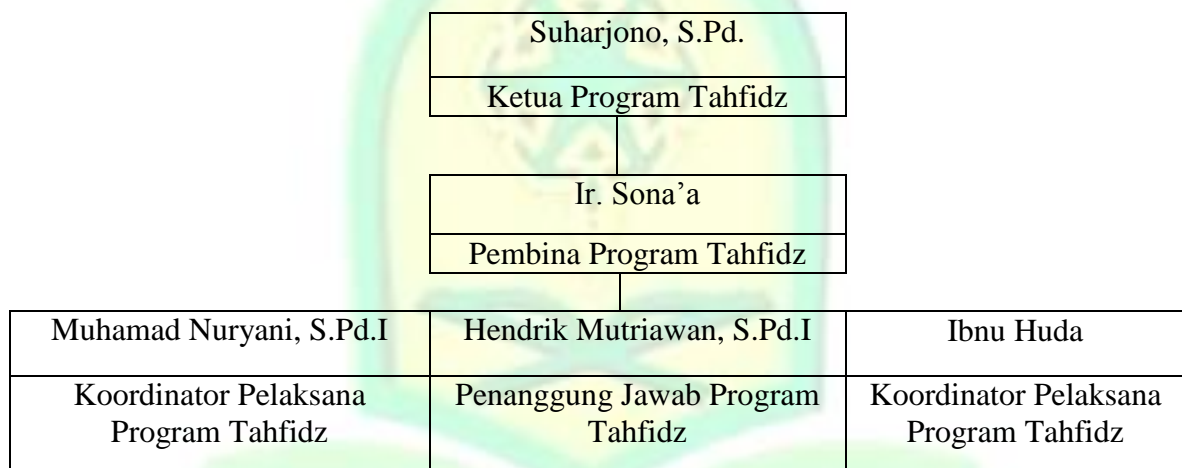 Suharjono, S.Pd.
Ketua Program Tahfidz
Ir. Sona’a
Pembina Program Tahfidz
Muhamad Nuryani, S.Pd.I
Hendrik Mutriawan, S.Pd.I
Ibnu Huda
Koordinator Pelaksana
Program Tahfidz
Penanggung Jawab Program
Tahfidz
Koordinator Pelaksana
Program Tahfidz